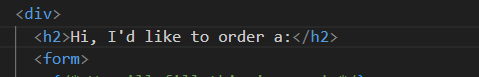 <div>
<h2>Hi, I'd like to order a:</h2>
<form>